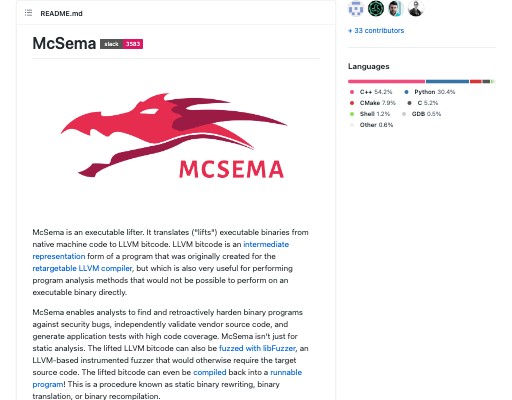 README.md
McSema slack 3583
MCSEMA
McSema is an executable lifter. It translates ("lifts") executable binaries from
native machine code to LLVM bitcode. LLVM bitcode is an intermediate
representation form of a program that was originally created for the
retargetable LLVM compiler, but which is also very useful for performing
program analysis methods that would not be possible to perform on an
executable binary directly.
McSema enables analysts to find and retroactively harden binary programs
against security bugs, independently validate vendor source code, and
generate application tests with high code coverage. McSema isn't just for
static analysis. The lifted LLVM bitcode can also be fuzzed with libFuzzer, an
LLVM-based instrumented fuzzer that would otherwise require the target
source code. The lifted bitcode can even be compiled back into a runnable
program! This is a procedure known as static binary rewriting, binary
translation, or binary recompilation.
+ 33 contributors
Languages
C++ 54.2% Python 30.4%
CMake 7.9% C 5.2%
Shell 1.2% GDB 0.5%
Other 0.6%